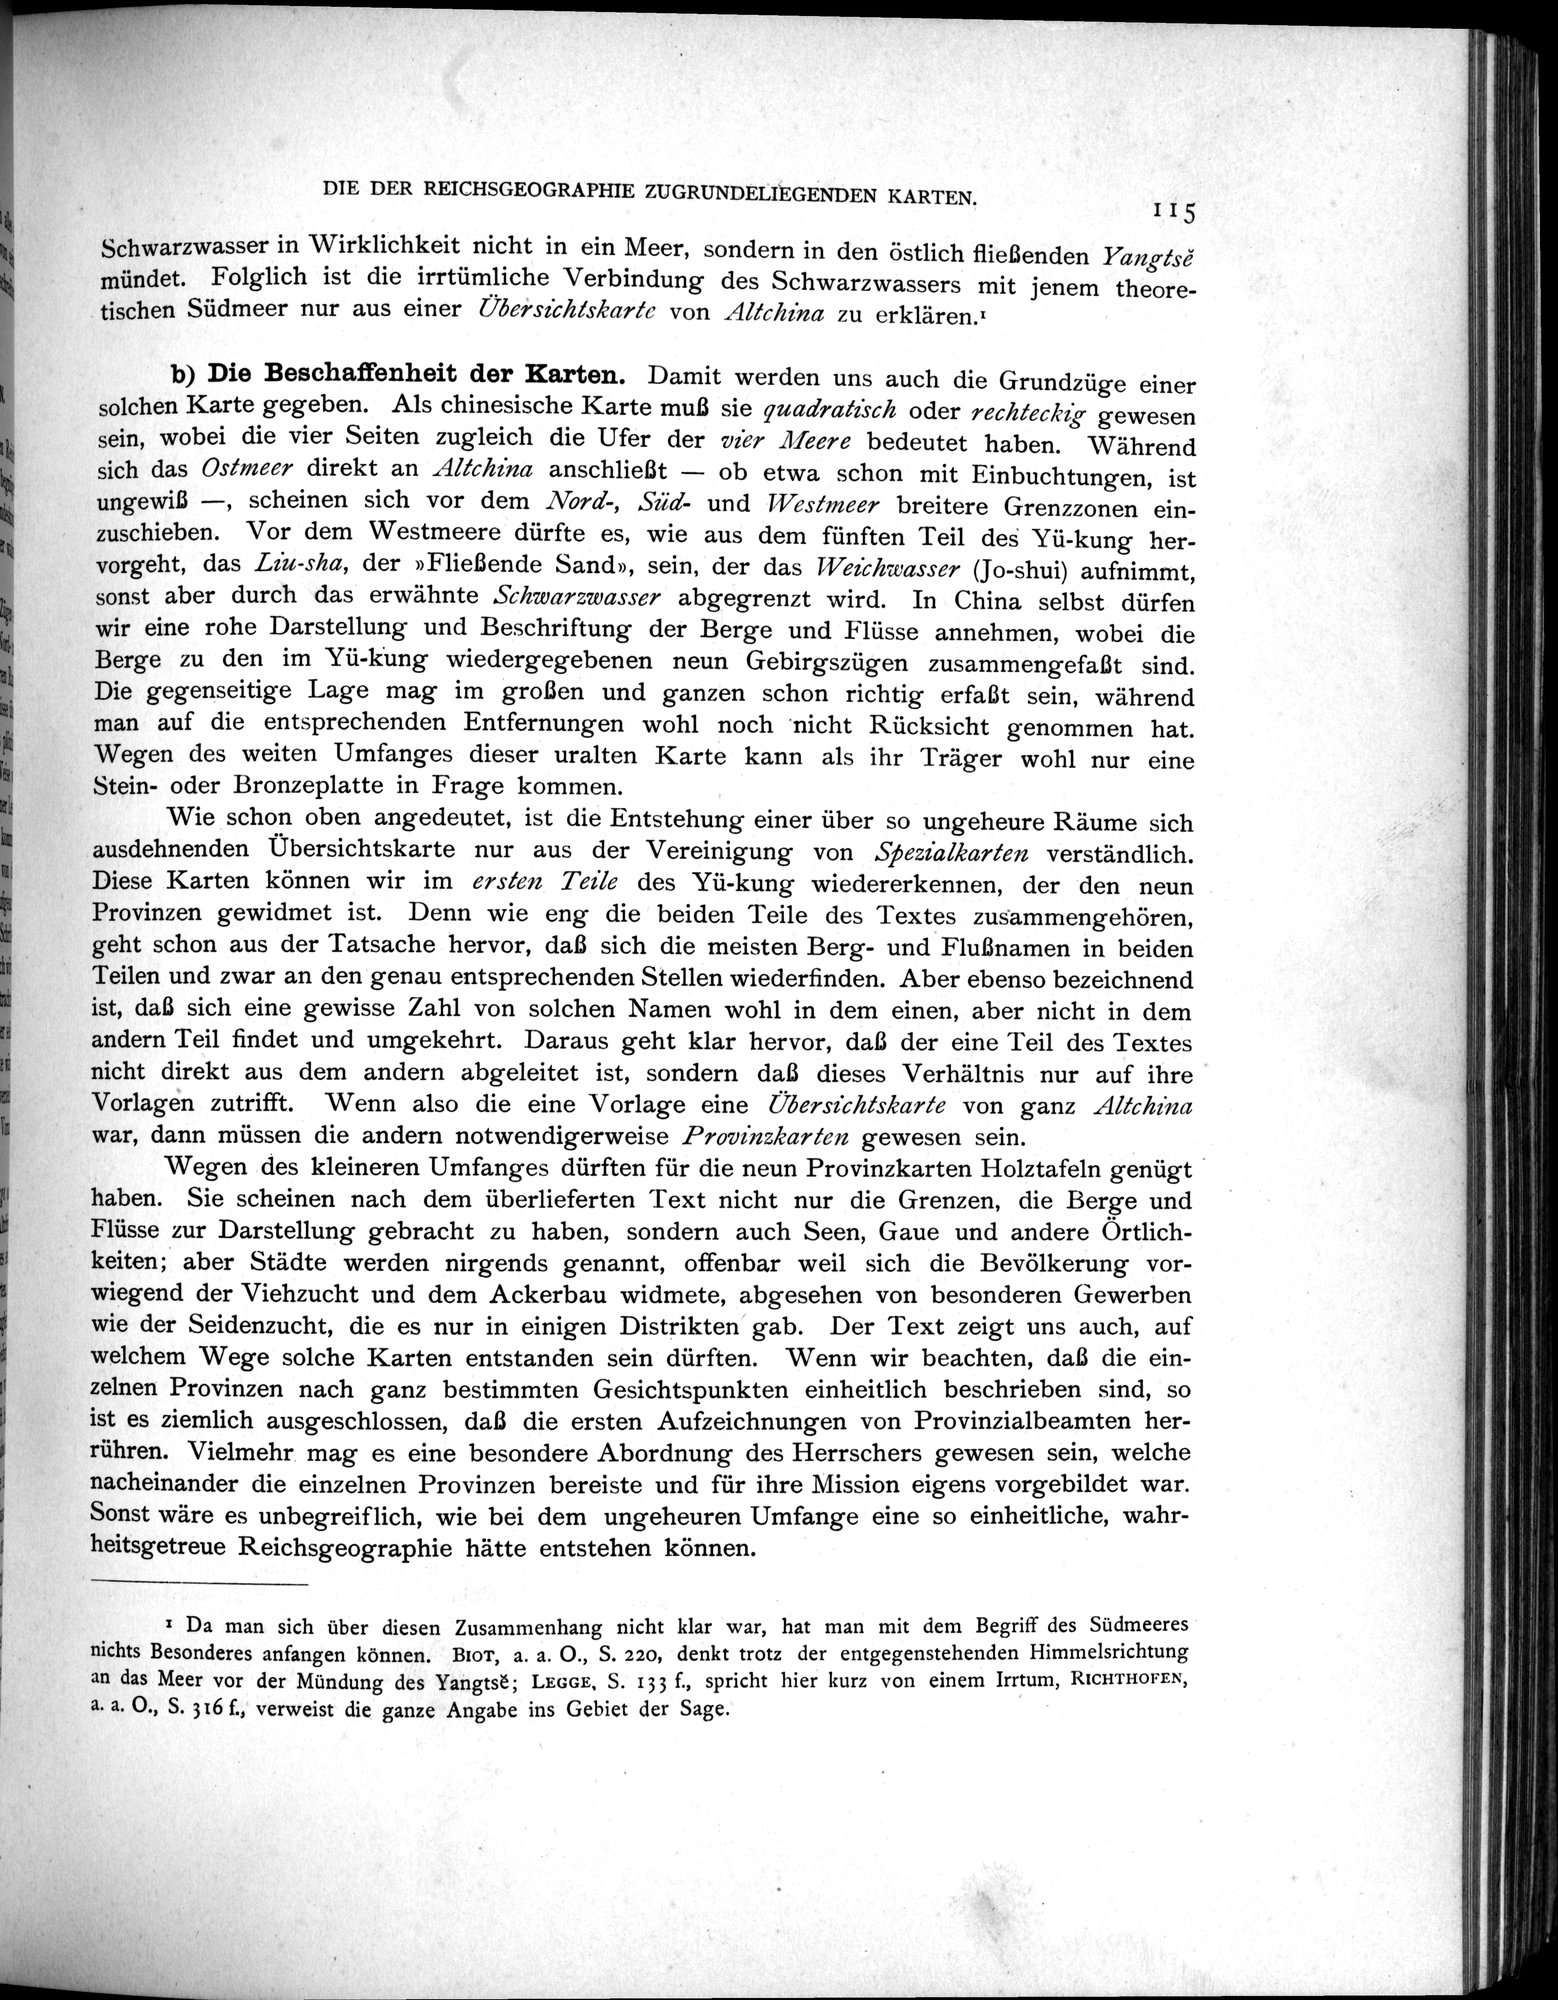 DIE DER REICHSGEOGRAPHIE ZUGRUNDELIEGENDEN KARTEN.
115
Schwarzwasser in Wirklichkeit nicht in ein Meer, sondern in den östlich fließenden Yangtsĕ
mündet. Folglich ist die irrtümliche Verbindung des Schwarzwassers mit jenem theore-
tischen Südmeer nur aus einer Übersichtskarte von Altchina zu erklären.¹
b) Die Beschaffenheit der Karten. Damit werden uns auch die Grundzüge einer
solchen Karte gegeben. Als chinesische Karte muß sie quadratisch oder rechteckig gewesen
sein, wobei die vier Seiten zugleich die Ufer der vier Meere bedeutet haben. Während
sich das Ostmeer direkt an Altchina anschließt — ob etwa schon mit Einbuchtungen, ist
ungewiß —, scheinen sich vor dem Nord-, Süd- und Westmeer breitere Grenzzonen ein-
zuschieben. Vor dem Westmeere dürfte es, wie aus dem fünften Teil des Yü-kung her-
vorgeht, das Liu-sha, der »Fließende Sand», sein, der das Weichwasser (Jo-shui) aufnimmt,
sonst aber durch das erwähnte Schwarzwasser abgegrenzt wird. In China selbst dürfen
wir eine rohe Darstellung und Beschriftung der Berge und Flüsse annehmen, wobei die
Berge zu den im Yü-kung wiedergegebenen neun Gebirgszügen zusammengefaßt sind.
Die gegenseitige Lage mag im großen und ganzen schon richtig erfaßt sein, während
man auf die entsprechenden Entfernungen wohl noch nicht Rücksicht genommen hat.
Wegen des weiten Umfanges dieser uralten Karte kann als ihr Träger wohl nur eine
Stein- oder Bronzeplatte in Frage kommen.
Wie schon oben angedeutet, ist die Entstehung einer über so ungeheure Räume sich
ausdehnenden Übersichtskarte nur aus der Vereinigung von Spezialkarten verständlich.
Diese Karten können wir im ersten Teile des Yü-kung wiedererkennen, der den neun
Provinzen gewidmet ist. Denn wie eng die beiden Teile des Textes zusammengehören,
geht schon aus der Tatsache hervor, daß sich die meisten Berg- und Flußnamen in beiden
Teilen und zwar an den genau entsprechenden Stellen wiederfinden. Aber ebenso bezeichnend
ist, daß sich eine gewisse Zahl von solchen Namen wohl in dem einen, aber nicht in dem
andern Teil findet und umgekehrt. Daraus geht klar hervor, daß der eine Teil des Textes
nicht direkt aus dem andern abgeleitet ist, sondern daß dieses Verhältnis nur auf ihre
Vorlagen zutrifft. Wenn also die eine Vorlage eine Übersichtskarte von ganz Altchina
war, dann müssen die andern notwendigerweise Provinzkarten gewesen sein.
Wegen des kleineren Umfanges dürften für die neun Provinzkarten Holztafeln genügt
haben. Sie scheinen nach dem überlieferten Text nicht nur die Grenzen, die Berge und
Flüsse zur Darstellung gebracht zu haben, sondern auch Seen, Gaue und andere Örtlich-
keiten; aber Städte werden nirgends genannt, offenbar weil sich die Bevölkerung vor-
wiegend der Viehzucht und dem Ackerbau widmete, abgesehen von besonderen Gewerben
wie der Seidenzucht, die es nur in einigen Distrikten gab. Der Text zeigt uns auch, auf
welchem Wege solche Karten entstanden sein dürften. Wenn wir beachten, daß die ein-
zelnen Provinzen nach ganz bestimmten Gesichtspunkten einheitlich beschrieben sind, so
ist es ziemlich ausgeschlossen, daß die ersten Aufzeichnungen von Provinzialbeamten her-
rühren. Vielmehr mag es eine besondere Abordnung des Herrschers gewesen sein, welche
nacheinander die einzelnen Provinzen bereiste und für ihre Mission eigens vorgebildet war.
Sonst wäre es unbegreiflich, wie bei dem ungeheuren Umfange eine so einheitliche, wahr-
heitsgetreue Reichsgeographie hätte entstehen können.
¹ Da man sich über diesen Zusammenhang nicht klar war, hat man mit dem Begriff des Südmeeres
nichts Besonderes anfangen können. BIOT, a. a. O., S. 220, denkt trotz der entgegenstehenden Himmelsrichtung
an das Meer vor der Mündung des Yangtsĕ; LEGGE, S. 133 f., spricht hier kurz von einem Irrtum, RICHTHOFEN,
a. a. O., S. 316 f., verweist die ganze Angabe ins Gebiet der Sage.